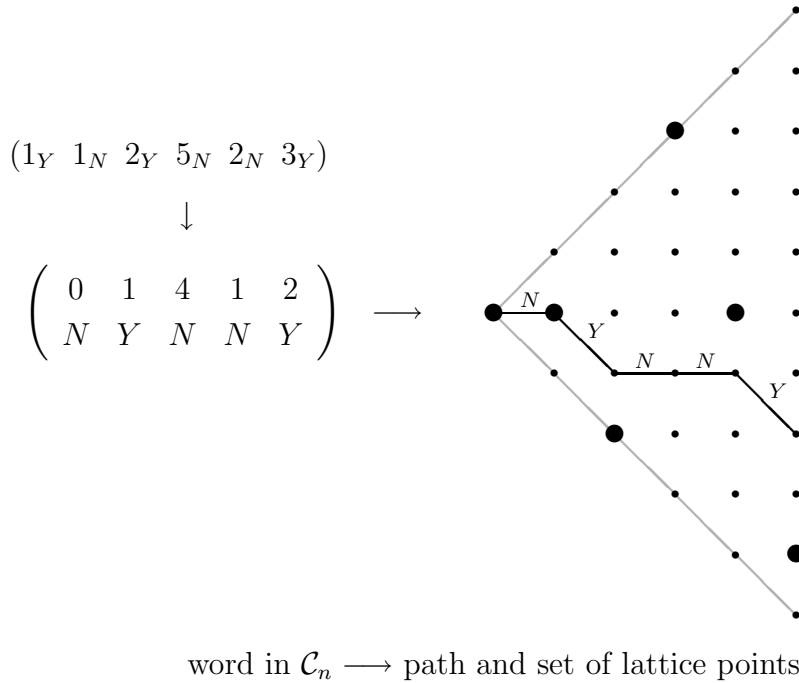 (1_Y 1_N 2_Y 5_N 2_N 3_Y)
↓
( 0 1 4 1 2 )
( N Y N N Y ) ⟶
N
Y
N N
Y
word in 𝒞_n ⟶ path and set of lattice points